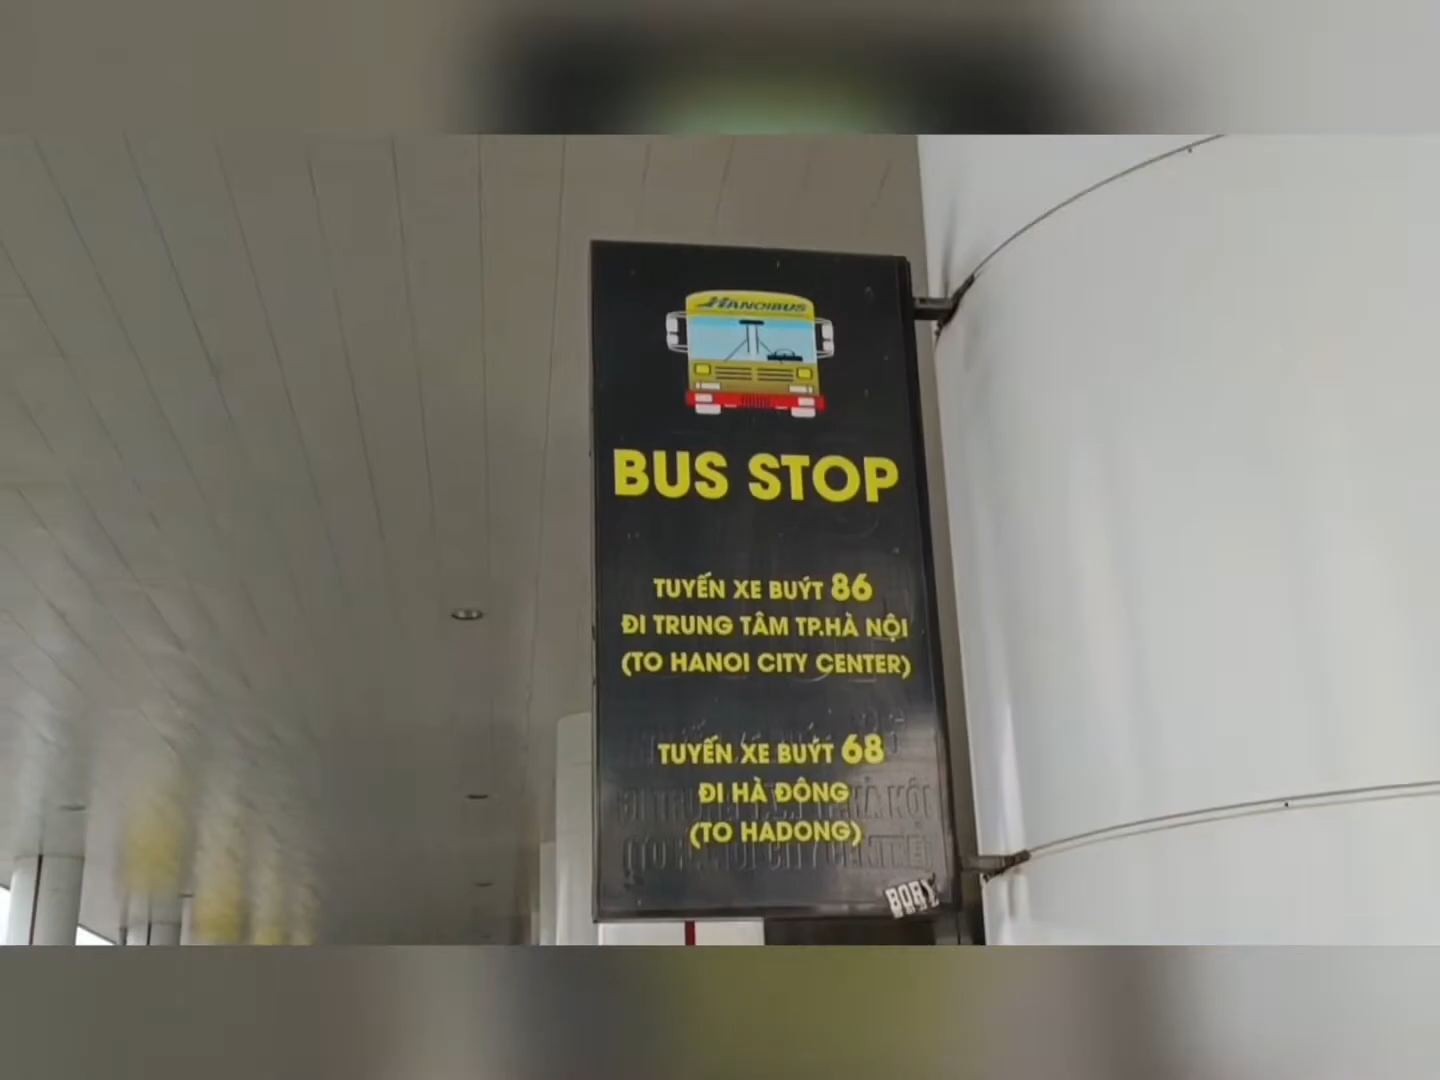 HANOIBUS
BUS STOP
TUYẾN XE BUÝT 86
ĐI TRUNG TÂM TP.HÀ NỘI
(TO HANOI CITY CENTER)
TUYẾN XE BUÝT 68
ĐI HÀ ĐÔNG
(TO HADONG)